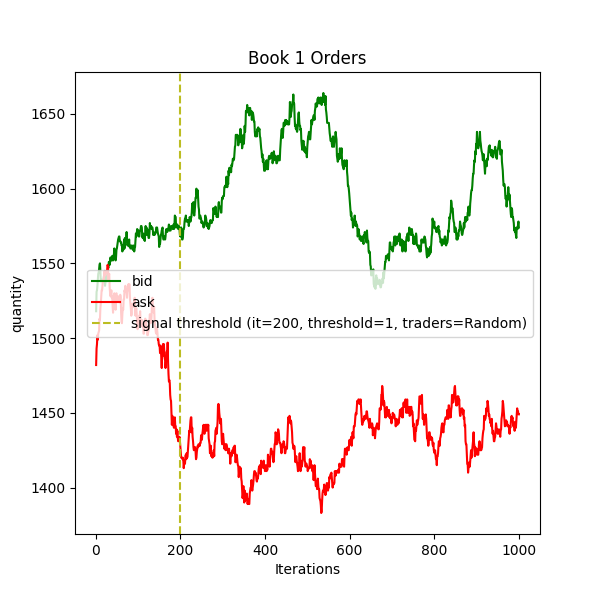 Book 1 Orders
quantity
1650
1600
1550
1500
1450
1400
bid
ask
signal threshold (it=200, threshold=1, traders=Random)
0 200 400 600 800 1000
Iterations